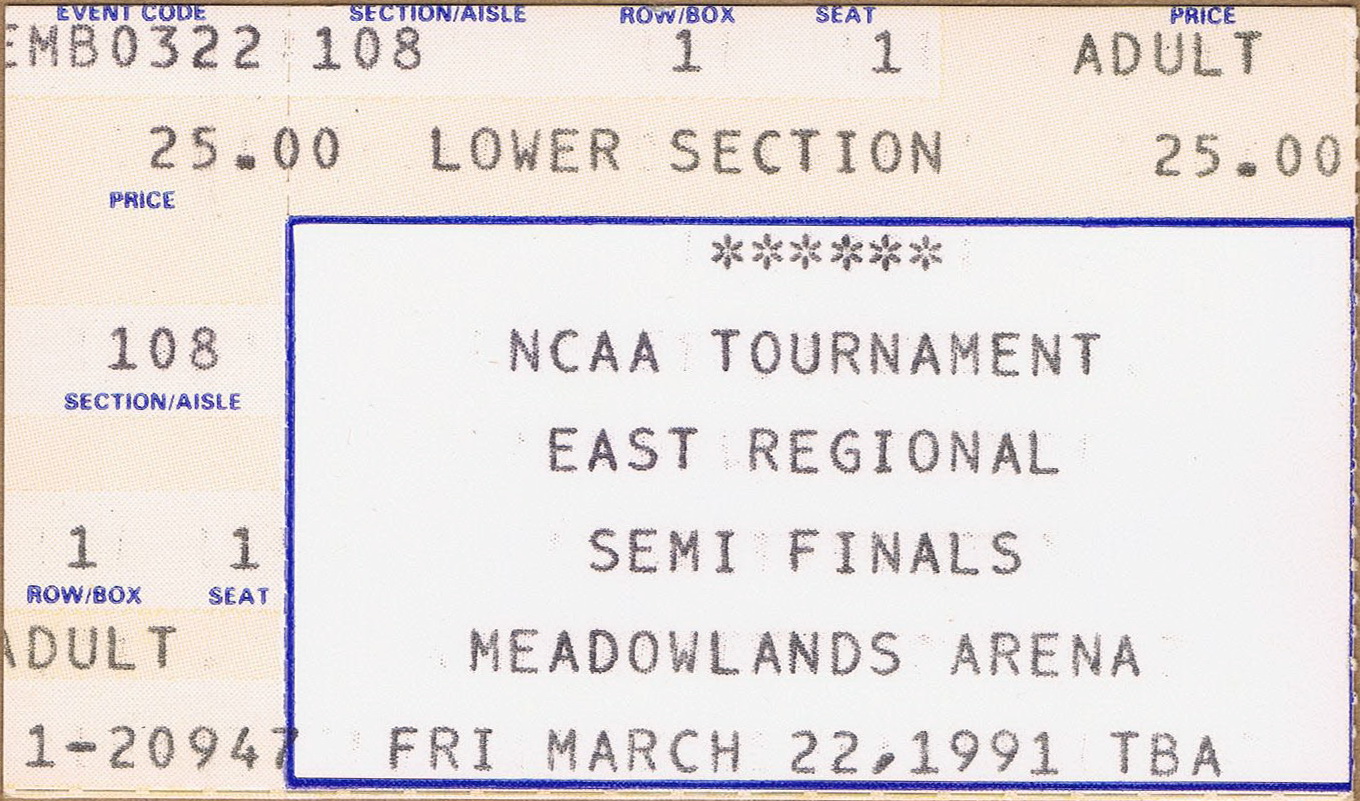 EVENT CODE SECTION/AISLE ROW/BOX SEAT PRICE
EMB0322 108 1 1 ADULT
25.00 LOWER SECTION 25.00
PRICE
******
108 NCAA TOURNAMENT
SECTION/AISLE
EAST REGIONAL
1 1 SEMI FINALS
ROW/BOX SEAT
ADULT MEADOWLANDS ARENA
1-20947 FRI MARCH 22,1991 TBA